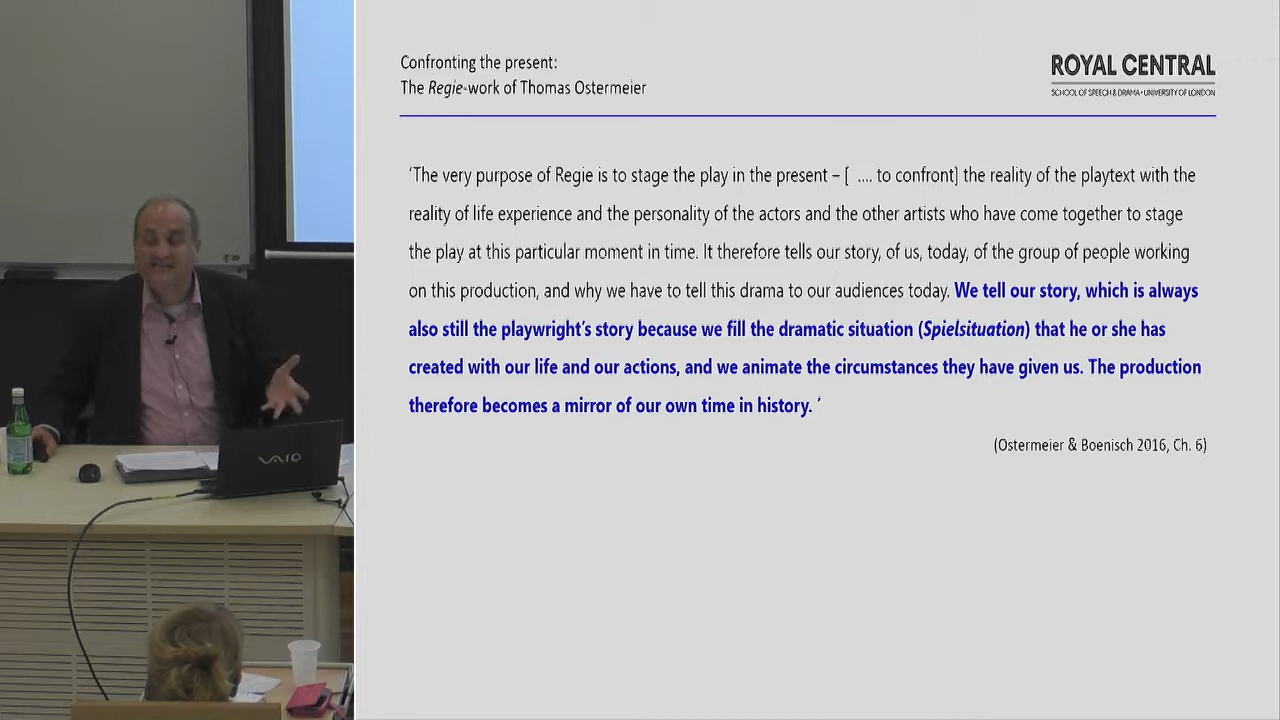 Confronting the present:
The Regie-work of Thomas Ostermeier
ROYAL CENTRAL
SCHOOL OF SPEECH & DRAMA • UNIVERSITY OF LONDON
‘The very purpose of Regie is to stage the play in the present – [ .... to confront] the reality of the playtext with the
reality of life experience and the personality of the actors and the other artists who have come together to stage
the play at this particular moment in time. It therefore tells our story, of us, today, of the group of people working
on this production, and why we have to tell this drama to our audiences today. We tell our story, which is always
also still the playwright’s story because we fill the dramatic situation (Spielsituation) that he or she has
created with our life and our actions, and we animate the circumstances they have given us. The production
therefore becomes a mirror of our own time in history. ’
(Ostermeier & Boenisch 2016, Ch. 6)
VAIO